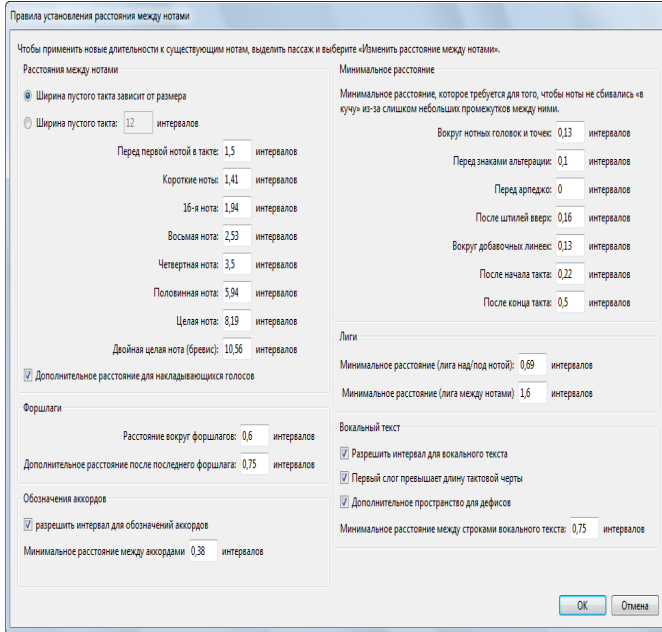 Правила установления расстояния между нотами
Чтобы применить новые длительности к существующим нотам, выделить пассаж и выберите «Изменить расстояние между нотами».
Расстояния между нотами
Ширина пустого такта зависит от размера
Ширина пустого такта: 12 интервалов
Перед первой нотой в такте: 1,5 интервалов
Короткие ноты: 1,41 интервалов
16-я нота: 1,94 интервалов
Восьмая нота: 2,53 интервалов
Четвертная нота: 3,5 интервалов
Половинная нота: 5,94 интервалов
Целая нота: 8,19 интервалов
Двойная целая нота (бревис): 10,56 интервалов
Дополнительное расстояние для накладывающихся голосов
Форшлаги
Расстояние вокруг форшлагов: 0,6 интервалов
Дополнительное расстояние после последнего форшлага: 0,75 интервалов
Обозначения аккордов
разрешить интервал для обозначений аккордов
Минимальное расстояние между аккордами 0,38 интервалов
Минимальное расстояние
Минимальное расстояние, которое требуется для того, чтобы ноты не сбивались «в
кучу» из-за слишком небольших промежутков между ними.
Вокруг нотных головок и точек: 0,13 интервалов
Перед знаками альтерации: 0,1 интервалов
Перед арпеджо: 0 интервалов
После штилей вверх: 0,16 интервалов
Вокруг добавочных линеек: 0,13 интервалов
После начала такта: 0,22 интервалов
После конца такта: 0,5 интервалов
Лиги
Минимальное расстояние (лига над/под нотой): 0,69 интервалов
Минимальное расстояние (лига между нотами) 1,6 интервалов
Вокальный текст
Разрешить интервал для вокального текста
Первый слог превышает длину тактовой черты
Дополнительное пространство для дефисов
Минимальное расстояние между строками вокального текста: 0,75 интервалов
OK Отмена